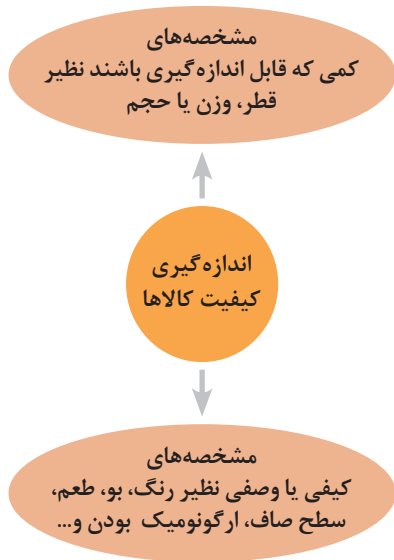 مشخصه‌های
کمی که قابل اندازه‌گیری باشند نظیر
قطر، وزن یا حجم
اندازه‌گیری
کیفیت کالاها
مشخصه‌های
کیفی یا وصفی نظیر رنگ، بو، طعم،
سطح صاف، ارگونومیک بودن و...